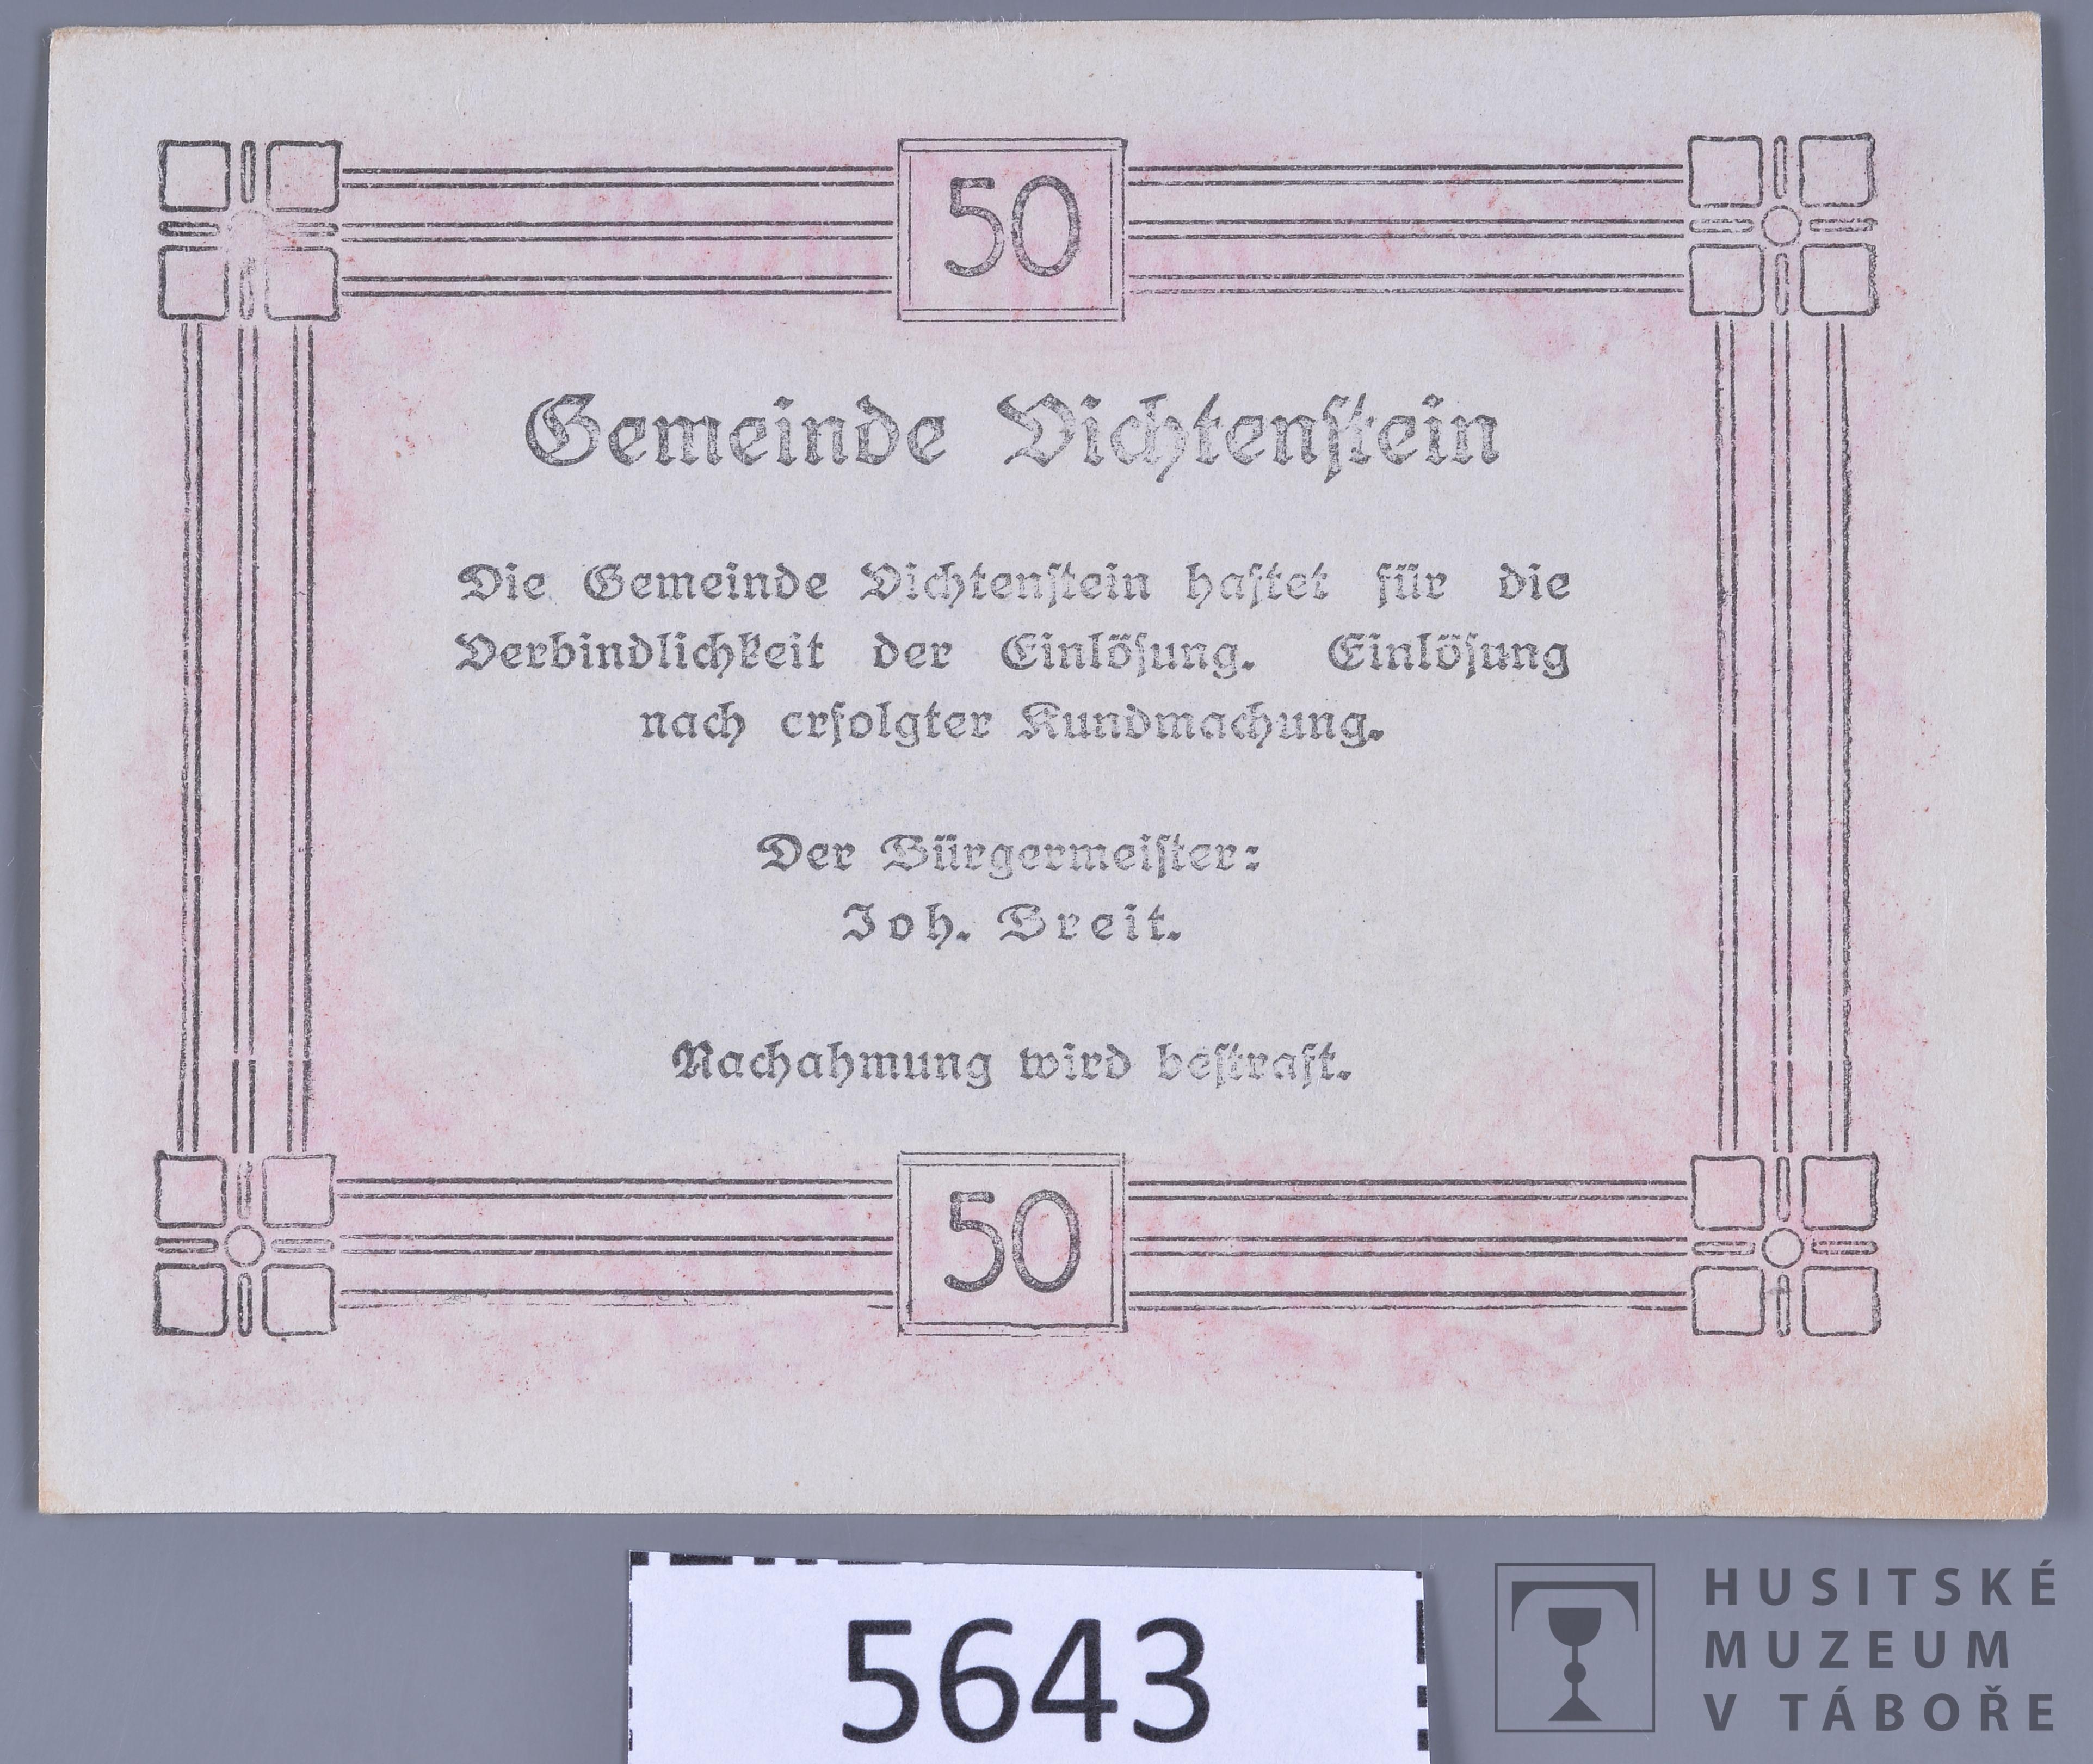 50
Gemeinde Vichtenstein
Die Gemeinde Vichtenstein haftet für die
Verbindlichkeit der Einlösung. Einlösung
nach erfolgter Kundmachung.
Der Bürgermeister:
Joh. Breit.
Nachahmung wird bestraft.
50
5643
HUSITSKÉ
MUZEUM
V TÁBOŘE